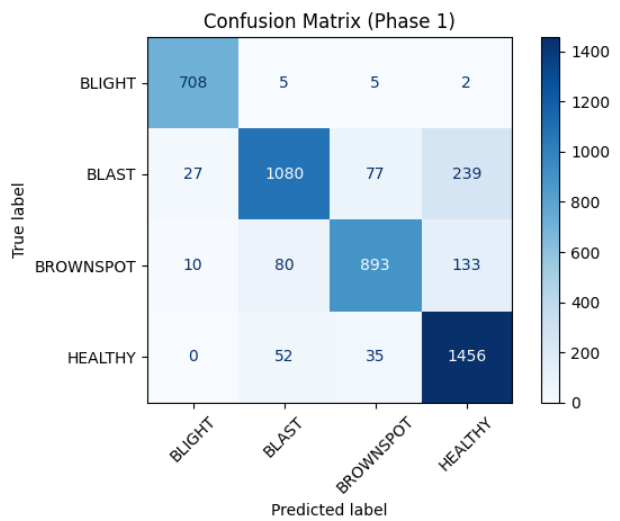 Confusion Matrix (Phase 1)
True label
BLIGHT 708 5 5 2
BLAST 27 1080 77 239
BROWNSPOT 10 80 893 133
HEALTHY 0 52 35 1456
BLIGHT BLAST BROWNSPOT HEALTHY
Predicted label
1400
1200
1000
800
600
400
200
0